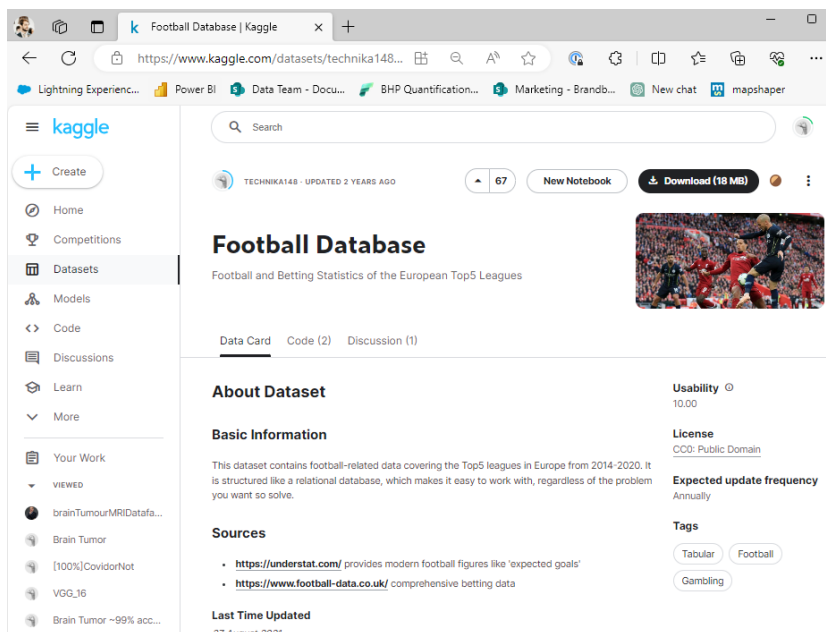 Football Database | Kaggle
https://www.kaggle.com/datasets/technika148...
Lightning Experienc... Power BI Data Team - Docu... BHP Quantification... Marketing - Brandb... New chat mapshaper
kaggle
Search
Create
TECHNIKA148 · UPDATED 2 YEARS AGO
67
New Notebook
Download (18 MB)
Home
Competitions
Datasets
Models
Code
Discussions
Learn
More
Your Work
VIEWED
brainTumourMRIDatafa...
Brain Tumor
[100%]CovidorNot
VGG_16
Brain Tumor ~99% acc...
Football Database
Football and Betting Statistics of the European Top5 Leagues
Data Card Code (2) Discussion (1)
About Dataset
Basic Information
This dataset contains football-related data covering the Top5 leagues in Europe from 2014-2020. It
is structured like a relational database, which makes it easy to work with, regardless of the problem
you want so solve.
Sources
https://understat.com/ provides modern football figures like 'expected goals'
https://www.football-data.co.uk/ comprehensive betting data
Last Time Updated
Usability
10.00
License
CC0: Public Domain
Expected update frequency
Annually
Tags
Tabular
Football
Gambling